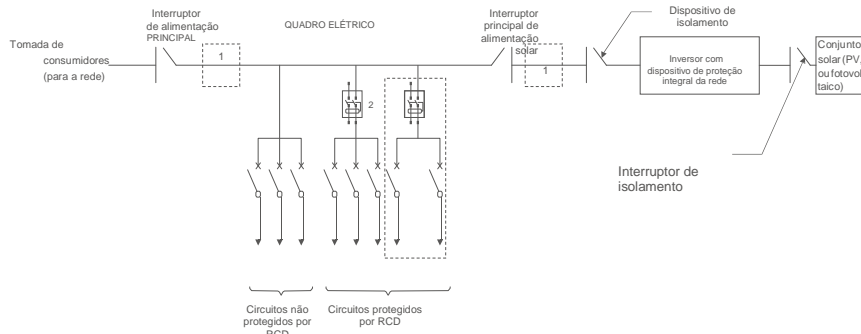 Interruptor
de alimentação
PRINCIPAL
QUADRO ELÉTRICO
Interruptor
principal de
alimentação
solar
Dispositivo de
isolamento
Tomada de
consumidores
(para a rede)
1
1
Inversor com
dispositivo de proteção
integral da rede
Conjunto
solar (PV,
ou fotovol
taico)
2
Interruptor de
isolamento
Circuitos não
protegidos por
RCD
Circuitos protegidos
por RCD